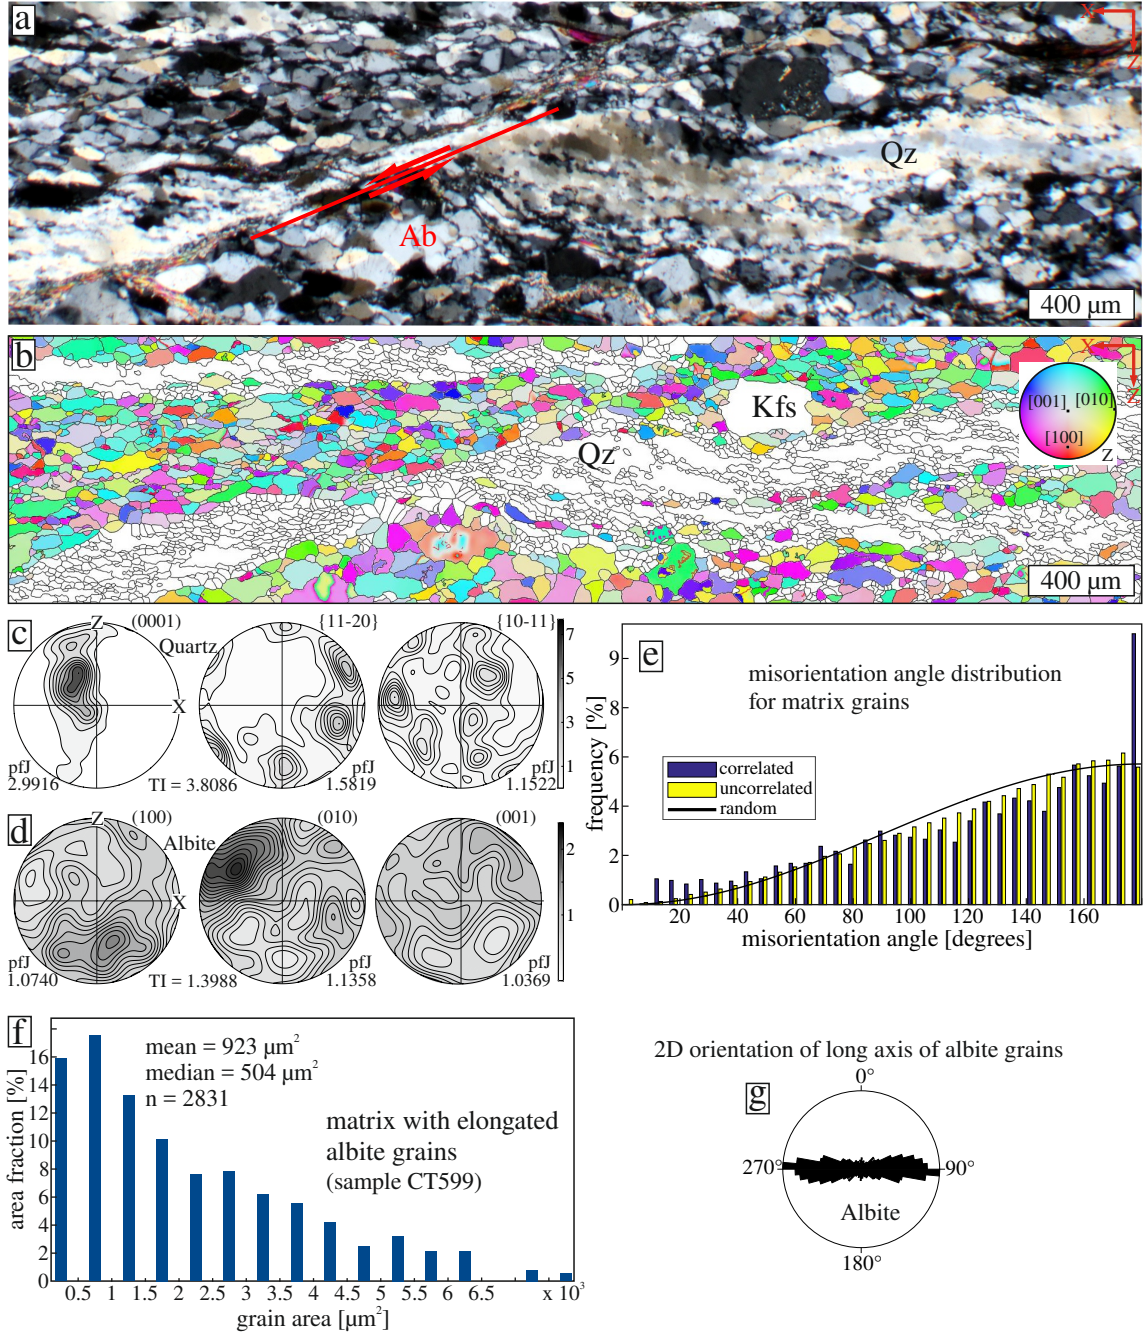 a
X
Z
Qz
Ab
400 µm
b
X
Z
Kfs
Qz
[001]
[010]
[100]
Z
400 µm
c
Z
(0001)
Quartz
{11-20}
{10-11}
X
7
5
3
1
pfJ
2.9916
TI = 3.8086
pfJ
1.5819
pfJ
1.1522
d
Z
(100)
Albite
(010)
(001)
X
2
1
pfJ
1.0740
TI = 1.3988
pfJ
1.1358
pfJ
1.0369
e
misorientation angle distribution
for matrix grains
correlated
uncorrelated
random
frequency [%]
9
6
4
2
0
20 40 60 80 100 120 140 160
misorientation angle [degrees]
f
mean = 923 µm²
median = 504 µm²
n = 2831
matrix with elongated
albite grains
(sample CT599)
area fraction [%]
16
14
12
10
8
6
4
2
0
0.5 1 1.5 2 2.5 3 3.5 4 4.5 5 5.5 6 6.5 x 10³
grain area [µm²]
2D orientation of long axis of albite grains
g
0°
270°
90°
Albite
180°